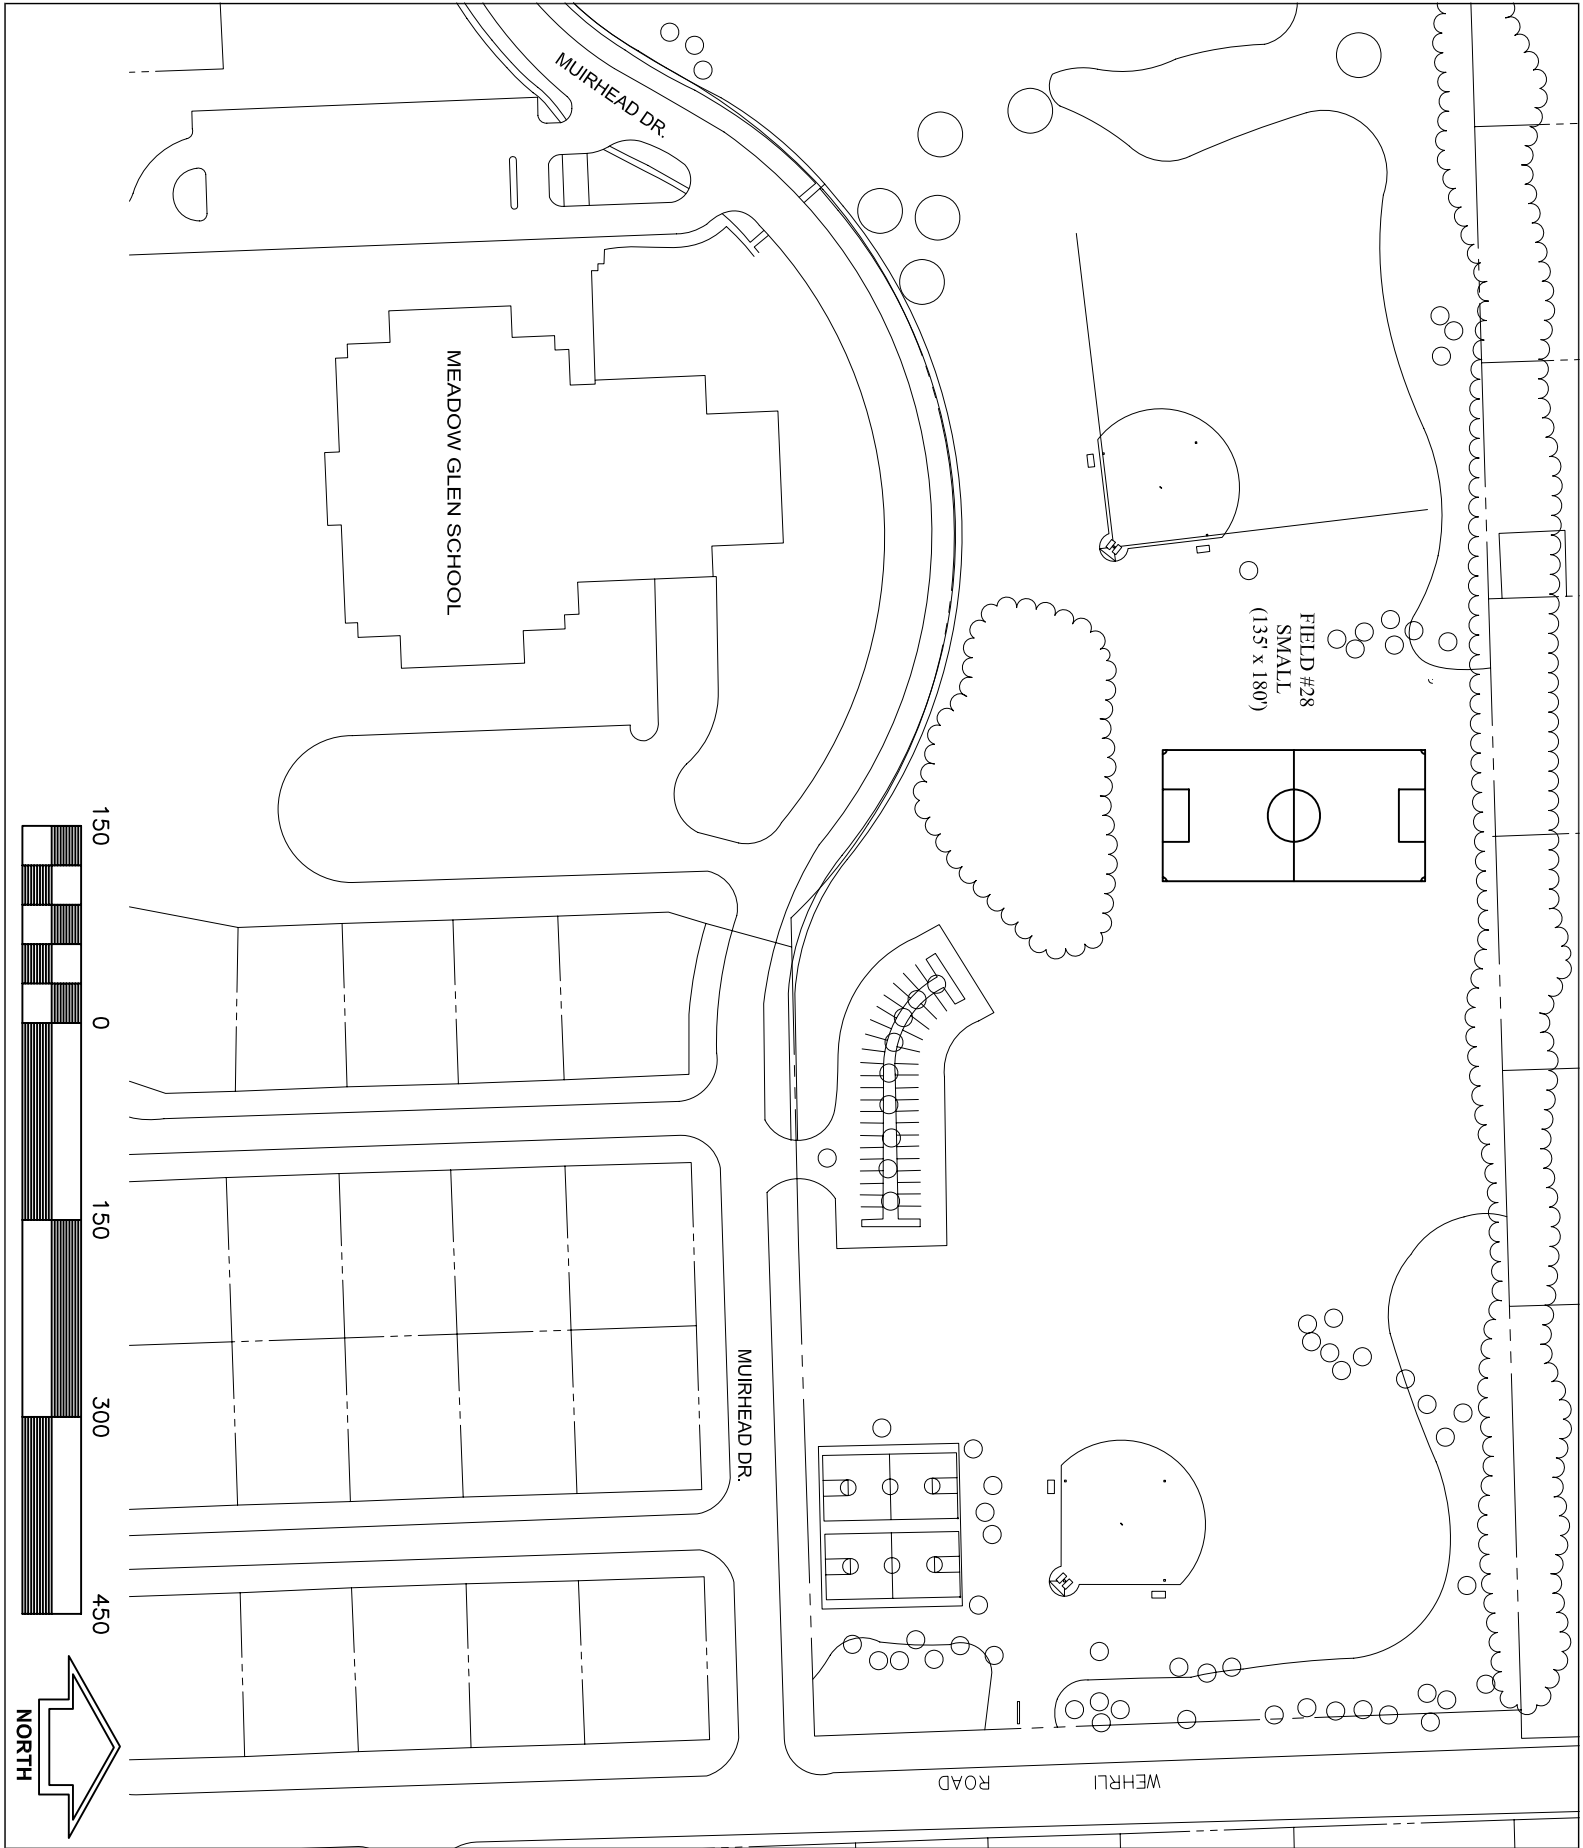 MUIRHEAD DR.
MEADOW GLEN SCHOOL
FIELD #28
SMALL
(135' x 180')
MUIRHEAD DR.
WEHRLI
ROAD
150
0
150
300
450
NORTH